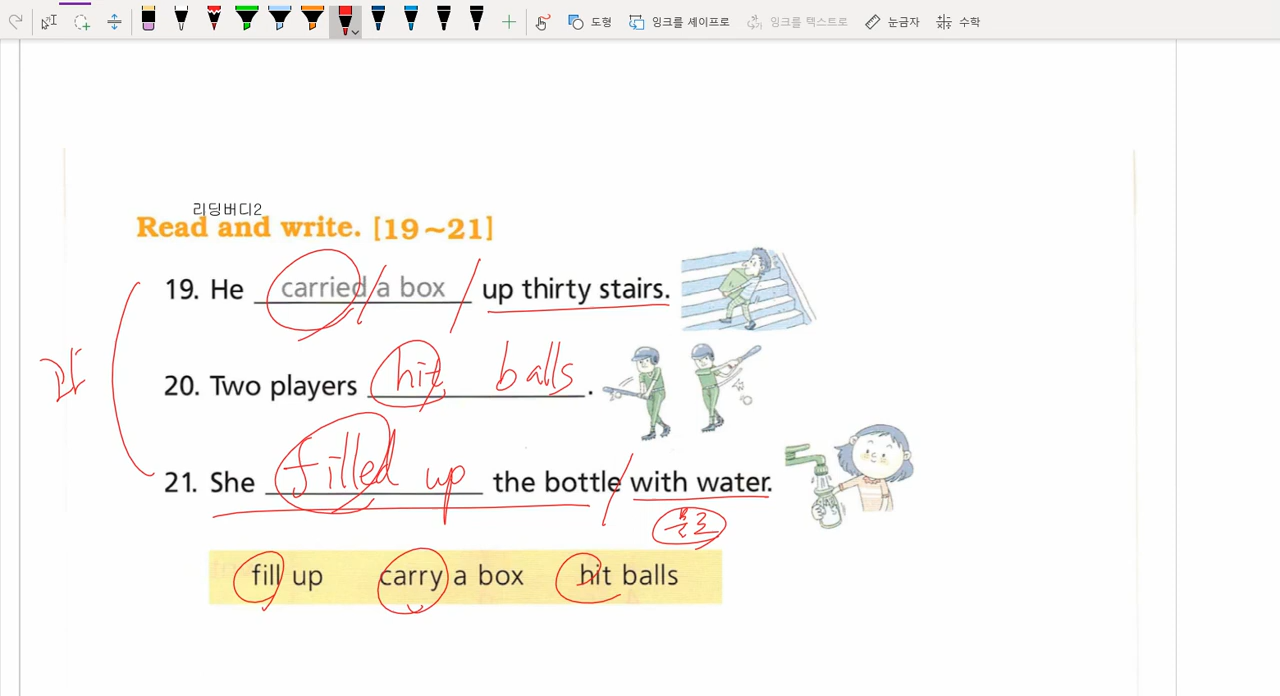 도형 잉크를 셰이프로 잉크를 텍스트로 눈금자 수학
리딩버디2
Read and write. [19~21]
19. He carried a box up thirty stairs.
과
20. Two players hit balls.
21. She filled up the bottle with water.
물로
fill up carry a box hit balls